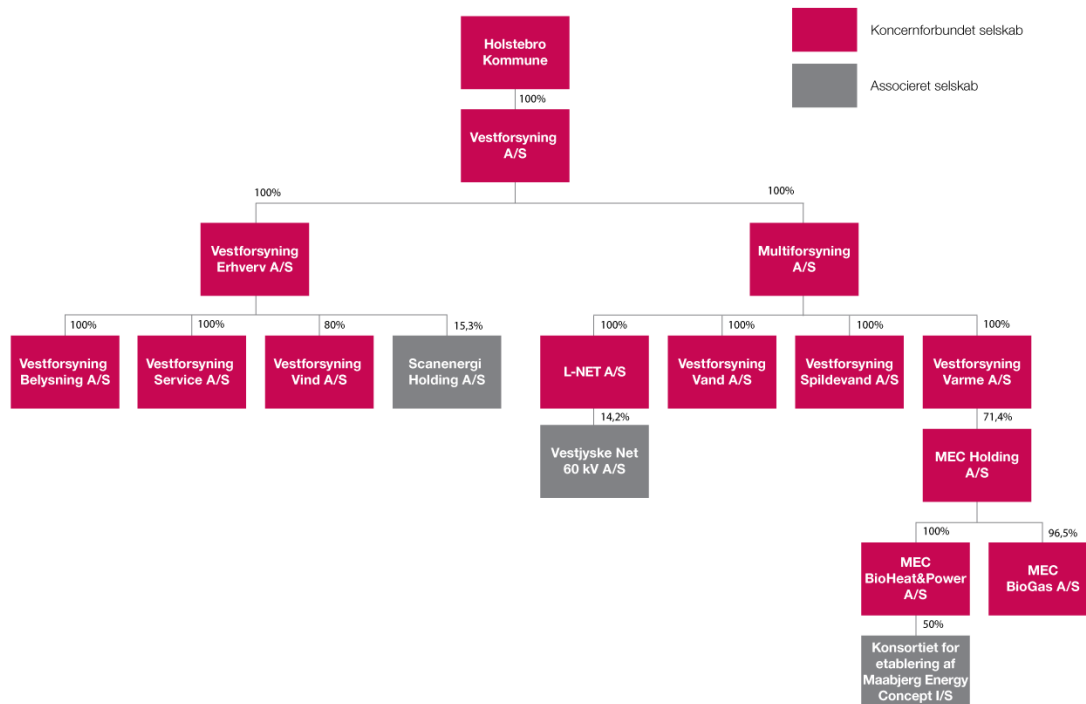 Holstebro
Kommune
Koncernforbundet selskab
Associeret selskab
100%
Vestforsyning
A/S
100%
100%
Vestforsyning
Erhverv A/S
Multiforsyning
A/S
100%
100%
80%
15,3%
100%
100%
100%
100%
Vestforsyning
Belysning A/S
Vestforsyning
Service A/S
Vestforsyning
Vind A/S
Scanenergi
Holding A/S
L-NET A/S
Vestforsyning
Vand A/S
Vestforsyning
Spildevand A/S
Vestforsyning
Varme A/S
14,2%
71,4%
Vestjyske Net
60 kV A/S
MEC Holding
A/S
100%
96,5%
MEC
BioHeat&Power
A/S
MEC
BioGas A/S
50%
Konsortiet for
etablering af
Maabjerg Energy
Concept I/S